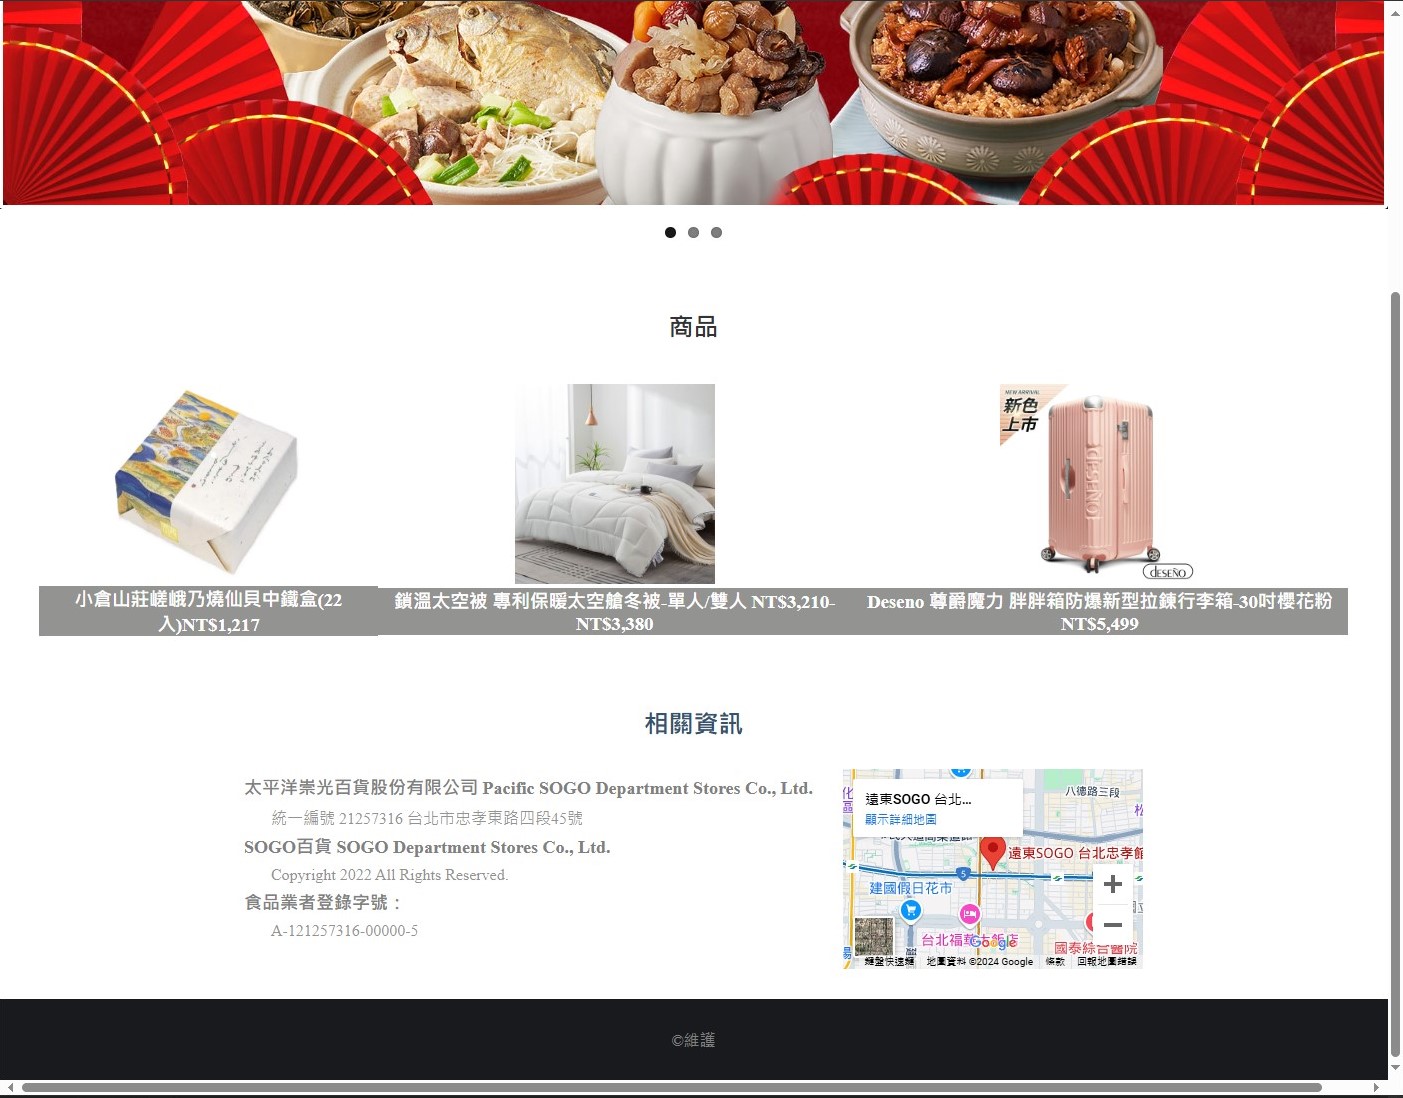 商品
NEW ARRIVAL
新色
上市
DESENO
DESEÑO
小倉山莊嵯峨乃燒仙貝中鐵盒(22
入)NT$1,217
鎖溫太空被 專利保暖太空艙冬被-單人/雙人 NT$3,210-
NT$3,380
Deseno 尊爵魔力 胖胖箱防爆新型拉鍊行李箱-30吋櫻花粉
NT$5,499
相關資訊
太平洋崇光百貨股份有限公司 Pacific SOGO Department Stores Co., Ltd.
統一編號 21257316 台北市忠孝東路四段45號
SOGO百貨 SOGO Department Stores Co., Ltd.
Copyright 2022 All Rights Reserved.
食品業者登錄字號：
A-121257316-00000-5
遠東SOGO 台北...
顯示詳細地圖
八德路三段
遠東SOGO 台北忠孝館
5
建國假日花市
台北福華大飯店
Google
國泰綜合醫院
鍵盤快速鍵
地圖資料 ©2024 Google
條款
回報地圖錯誤
©維護